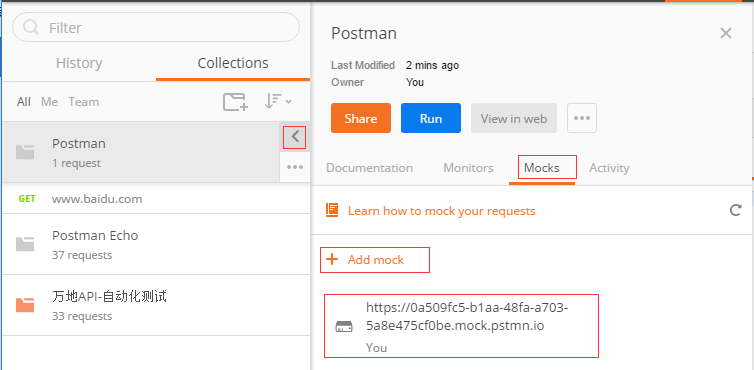 Filter
History
Collections
All Me Team
Postman
1 request
GET www.baidu.com
Postman Echo
37 requests
万地API-自动化测试
33 requests
Postman
Last Modified 2 mins ago
Owner You
Share
Run
View in web
Documentation
Monitors
Mocks
Activity
Learn how to mock your requests
Add mock
https://0a509fc5-b1aa-48fa-a703-
5a8e475cf0be.mock.pstmn.io
You